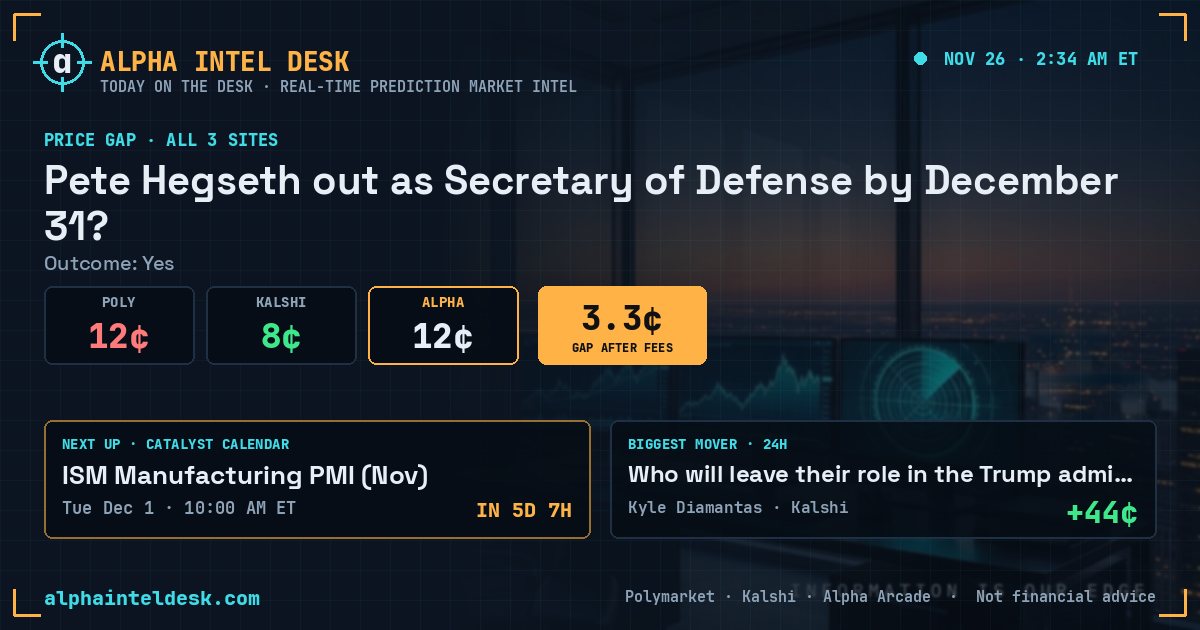 α
ALPHA INTEL DESK
TODAY ON THE DESK · REAL-TIME PREDICTION MARKET INTEL
NOV 26 · 2:34 AM ET
PRICE GAP · ALL 3 SITES
Pete Hegseth out as Secretary of Defense by December
31?
Outcome: Yes
POLY
12¢
KALSHI
8¢
ALPHA
12¢
3.3¢
GAP AFTER FEES
NEXT UP · CATALYST CALENDAR
ISM Manufacturing PMI (Nov)
Tue Dec 1 · 10:00 AM ET
IN 5D 7H
BIGGEST MOVER · 24H
Who will leave their role in the Trump admi…
Kyle Diamantas · Kalshi
+44¢
INFORMATION IS OUR EDGE
alphainteldesk.com
Polymarket · Kalshi · Alpha Arcade · Not financial advice